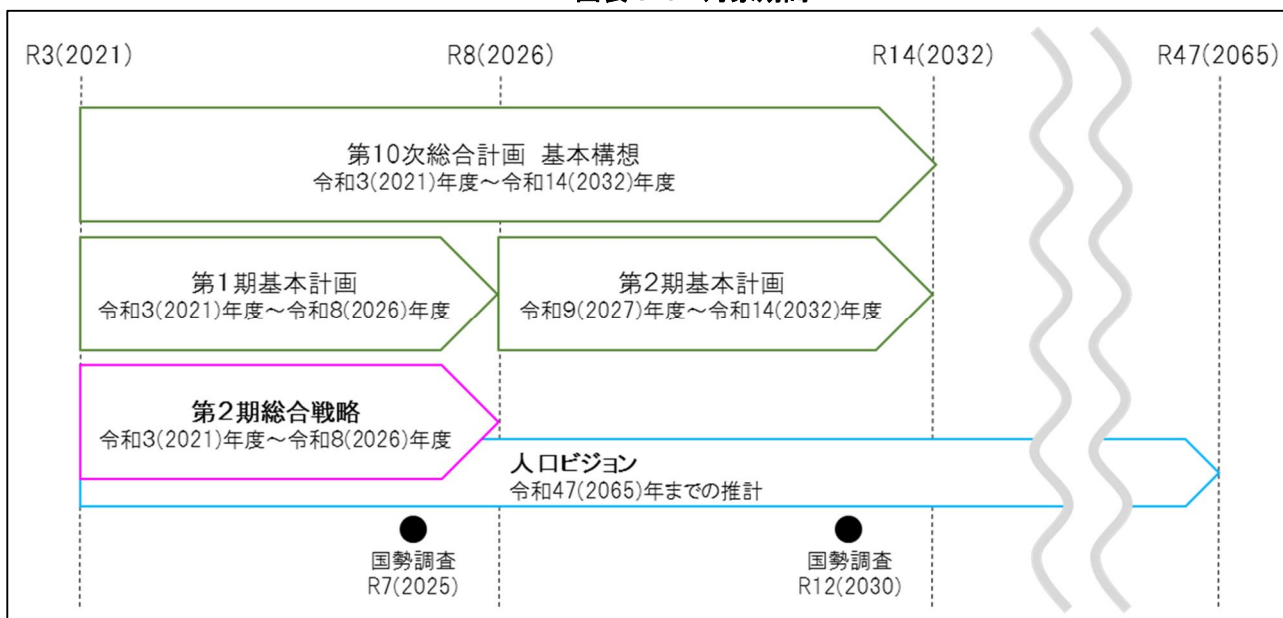 R3(2021)
R8(2026)
R14(2032)
R47(2065)
第10次総合計画 基本構想
令和3(2021)年度～令和14(2032)年度
第1期基本計画
令和3(2021)年度～令和8(2026)年度
第2期基本計画
令和9(2027)年度～令和14(2032)年度
第2期総合戦略
令和3(2021)年度～令和8(2026)年度
人口ビジョン
令和47(2065)年までの推計
国勢調査
R7(2025)
国勢調査
R12(2030)